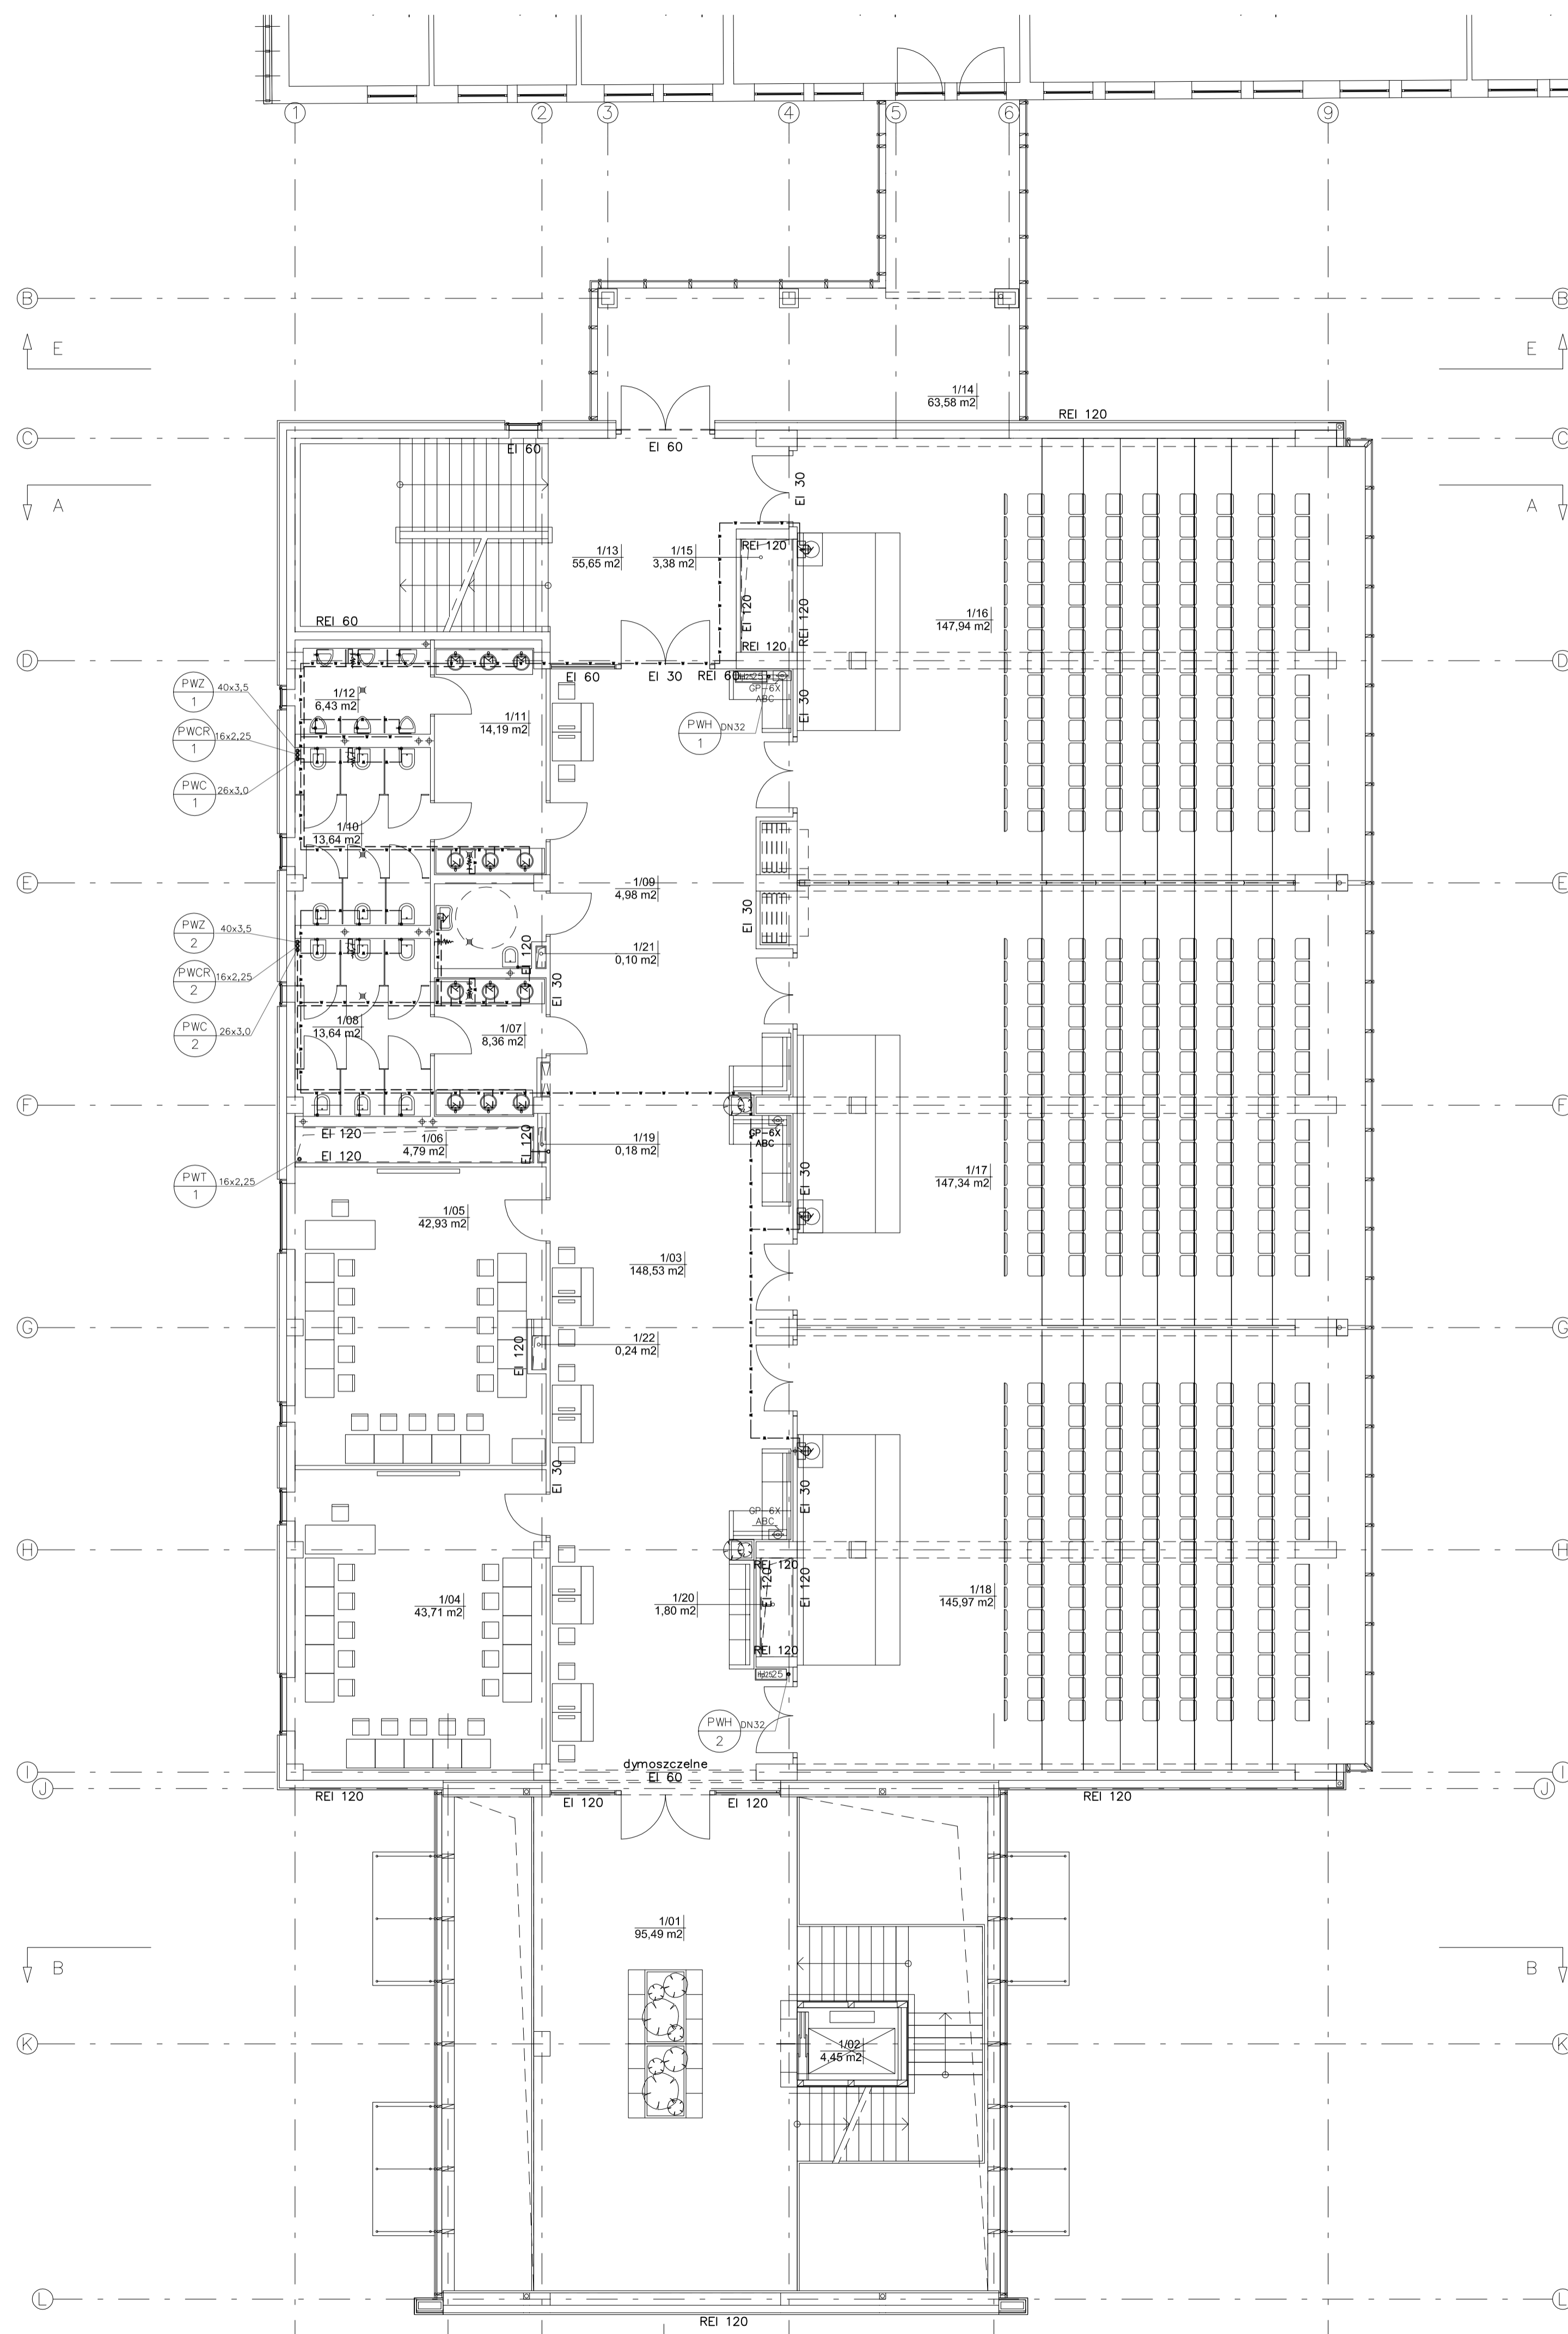 1 2 3 4 5 6 9
B B
E E
1/14
63,58 m2
REI 120
C C
EI 60 EI 60
EI 30
A A
1/13
55,65 m2
1/15
3,38 m2
REI 120
EI 120
REI 120
REI 120
1/16
147,94 m2
REI 60
D D
EI 60 EI 30 REI 60
PWZ
1
40x3,5
1/12
6,43 m2
GP-6X
ABC
EI 30
PWCR
1
16x2,25
1/11
14,19 m2
PWH
1
DN32
PWC
1
26x3,0
1/10
13,64 m2
E E
1/09
4,98 m2
EI 30
PWZ
2
40x3,5
EI 120
1/21
0,10 m2
PWCR
2
16x2,25
EI 30
PWC
2
26x3,0
1/08
13,64 m2
1/07
8,36 m2
F F
EI 120
EI 120
1/06
4,79 m2
EI 120
1/19
0,18 m2
GP-6X
ABC
EI 30
PWT
1
16x2,25
1/17
147,34 m2
1/05
42,93 m2
1/03
148,53 m2
G G
EI 120
1/22
0,24 m2
EI 30
EI 30
GP-6X
ABC
H H
REI 120
EI 120
EI 120
1/04
43,71 m2
1/20
1,80 m2
1/18
145,97 m2
REI 120
PWH
2
DN32
dymoszczelne
EI 60
I I
J J
REI 120 EI 120 EI 120 REI 120
1/01
95,49 m2
B B
K K
1/02
4,45 m2
L L
REI 120